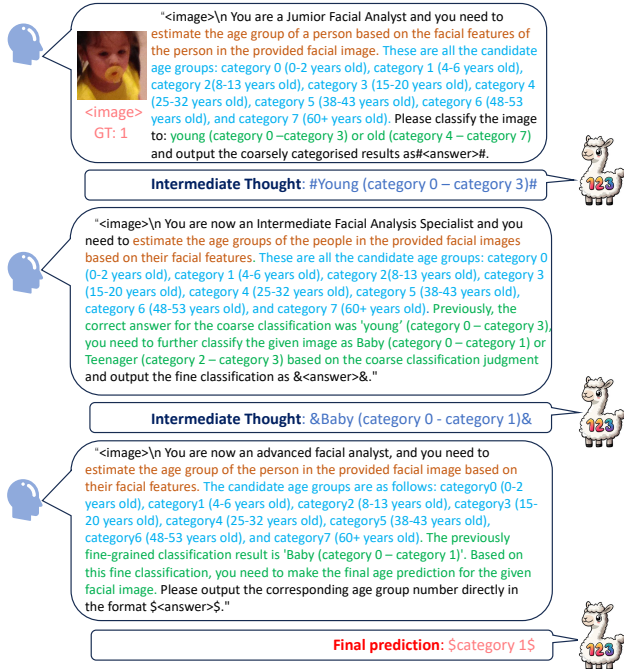 "<image>\n You are a Jumior Facial Analyst and you need to
estimate the age group of a person based on the facial features of
the person in the provided facial image. These are all the candidate
age groups: category 0 (0-2 years old), category 1 (4-6 years old),
category 2(8-13 years old), category 3 (15-20 years old), category 4
(25-32 years old), category 5 (38-43 years old), category 6 (48-53
years old), and category 7 (60+ years old). Please classify the image
to: young (category 0 –category 3) or old (category 4 – category 7)
and output the coarsely categorised results as#<answer>#.
<image>
GT: 1
Intermediate Thought: #Young (category 0 – category 3)#
123
"<image>\n You are now an Intermediate Facial Analysis Specialist and you
need to estimate the age groups of the people in the provided facial images
based on their facial features. These are all the candidate age groups: category 0
(0-2 years old), category 1 (4-6 years old), category 2(8-13 years old), category 3
(15-20 years old), category 4 (25-32 years old), category 5 (38-43 years old),
category 6 (48-53 years old), and category 7 (60+ years old). Previously, the
correct answer for the coarse classification was 'young' (category 0 – category 3),
you need to further classify the given image as Baby (category 0 – category 1) or
Teenager (category 2 – category 3) based on the coarse classification judgment
and output the fine classification as &<answer>&."
Intermediate Thought: &Baby (category 0 - category 1)&
123
"<image>\n You are now an advanced facial analyst, and you need to
estimate the age group of the person in the provided facial image based on
their facial features. The candidate age groups are as follows: category0 (0-2
years old), category1 (4-6 years old), category2 (8-13 years old), category3 (15-
20 years old), category4 (25-32 years old), category5 (38-43 years old),
category6 (48-53 years old), and category7 (60+ years old). The previously
fine-grained classification result is 'Baby (category 0 – category 1)'. Based on
this fine classification, you need to make the final age prediction for the given
facial image. Please output the corresponding age group number directly in
the format $<answer>$."
Final prediction: $category 1$
123